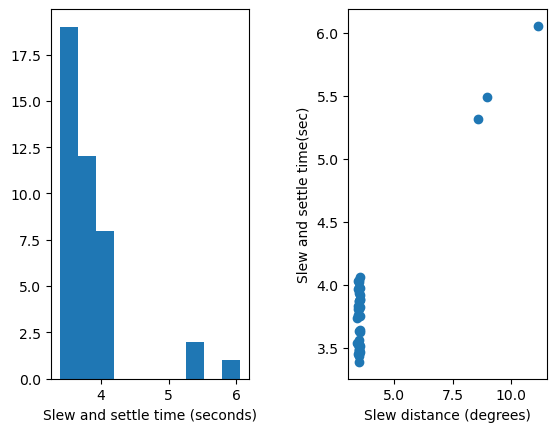 17.5
15.0
12.5
10.0
7.5
5.0
2.5
0.0
4 5 6
Slew and settle time (seconds)
Slew and settle time(sec)
6.0
5.5
5.0
4.5
4.0
3.5
5.0 7.5 10.0
Slew distance (degrees)